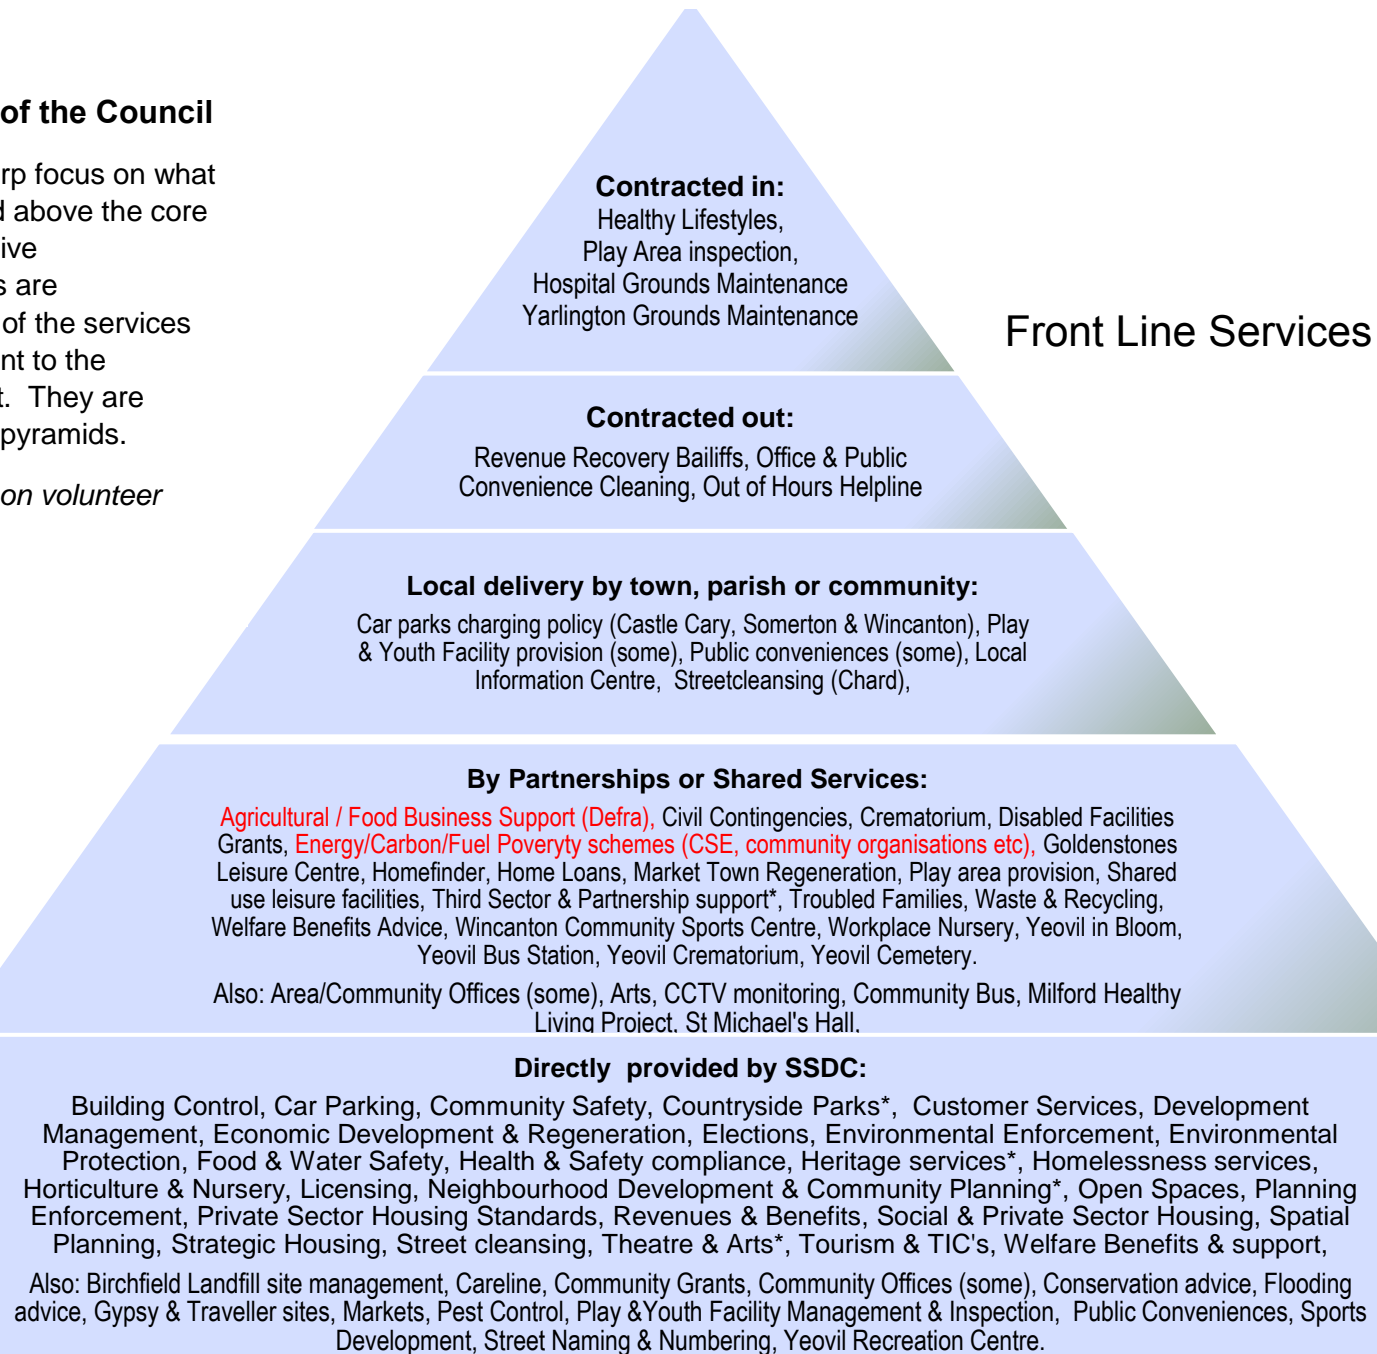 of the Council
rp focus on what
d above the core
ive
s are
of the services
nt to the
t.  They are
pyramids.
on volunteer
Contracted in:
Healthy Lifestyles,
Play Area inspection,
Hospital Grounds Maintenance
Yarlington Grounds Maintenance
Front Line Services
Contracted out:
Revenue Recovery Bailiffs, Office & Public
Convenience Cleaning, Out of Hours Helpline
Local delivery by town, parish or community:
Car parks charging policy (Castle Cary, Somerton & Wincanton), Play
& Youth Facility provision (some), Public conveniences (some), Local
Information Centre,  Streetcleansing (Chard),
By Partnerships or Shared Services:
Agricultural / Food Business Support (Defra), Civil Contingencies, Crematorium, Disabled Facilities
Grants, Energy/Carbon/Fuel Poveryty schemes (CSE, community organisations etc), Goldenstones
Leisure Centre, Homefinder, Home Loans, Market Town Regeneration, Play area provision, Shared
use leisure facilities, Third Sector & Partnership support*, Troubled Families, Waste & Recycling,
Welfare Benefits Advice, Wincanton Community Sports Centre, Workplace Nursery, Yeovil in Bloom,
Yeovil Bus Station, Yeovil Crematorium, Yeovil Cemetery.
Also: Area/Community Offices (some), Arts, CCTV monitoring, Community Bus, Milford Healthy
Living Project, St Michael's Hall,
Directly  provided by SSDC:
Building Control, Car Parking, Community Safety, Countryside Parks*,  Customer Services, Development
Management, Economic Development & Regeneration, Elections, Environmental Enforcement, Environmental
Protection, Food & Water Safety, Health & Safety compliance, Heritage services*, Homelessness services,
Horticulture & Nursery, Licensing, Neighbourhood Development & Community Planning*, Open Spaces, Planning
Enforcement, Private Sector Housing Standards, Revenues & Benefits, Social & Private Sector Housing, Spatial
Planning, Strategic Housing, Street cleansing, Theatre & Arts*, Tourism & TIC's, Welfare Benefits & support,
Also: Birchfield Landfill site management, Careline, Community Grants, Community Offices (some), Conservation advice, Flooding
advice, Gypsy & Traveller sites, Markets, Pest Control, Play &Youth Facility Management & Inspection,  Public Conveniences, Sports
Development, Street Naming & Numbering, Yeovil Recreation Centre.